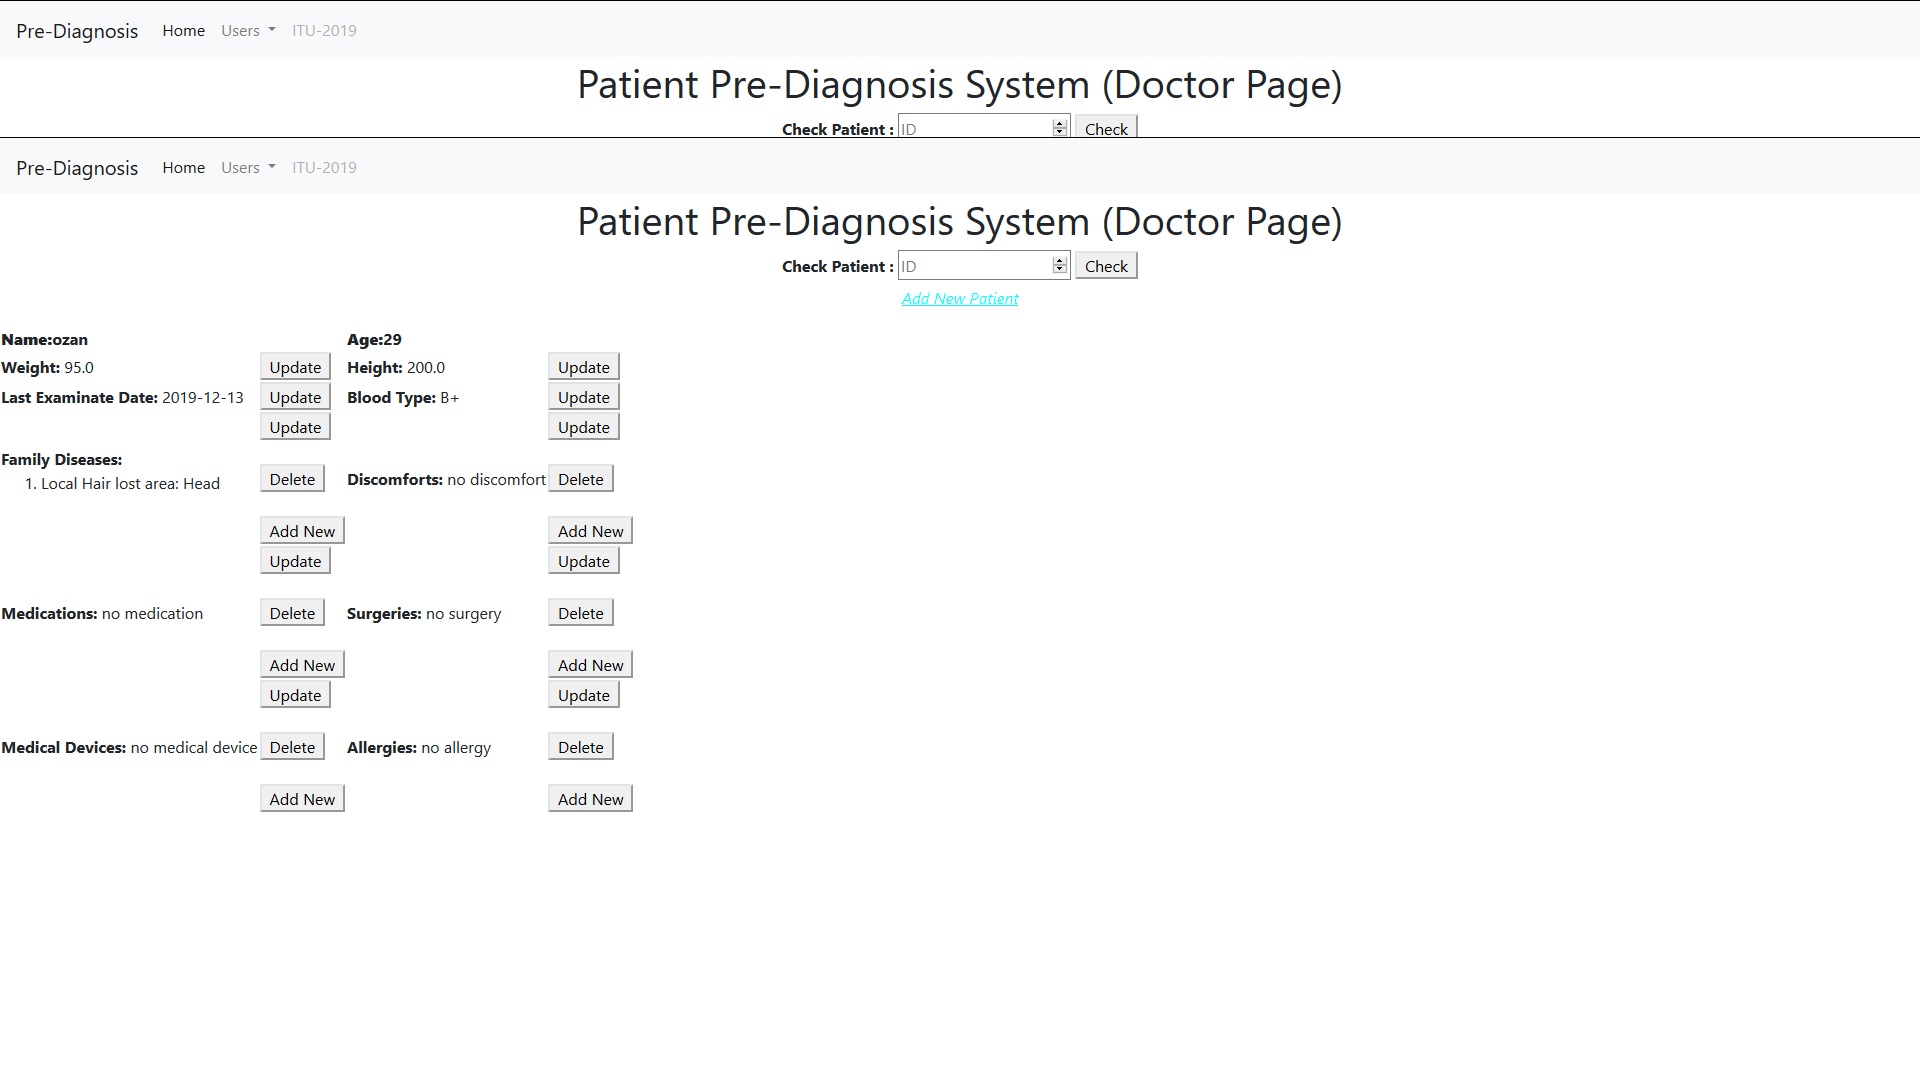 Pre-Diagnosis Home Users ITU-2019
Patient Pre-Diagnosis System (Doctor Page)
Check Patient : ID Check
Pre-Diagnosis Home Users ITU-2019
Patient Pre-Diagnosis System (Doctor Page)
Check Patient : ID Check
Add New Patient
Name:ozan Age:29
Weight: 95.0 Update Height: 200.0 Update
Last Examinate Date: 2019-12-13 Update Blood Type: B+ Update
Update Update
Family Diseases:
1. Local Hair lost area: Head Delete Discomforts: no discomfort Delete
Add New Add New
Update Update
Medications: no medication Delete Surgeries: no surgery Delete
Add New Add New
Update Update
Medical Devices: no medical device Delete Allergies: no allergy Delete
Add New Add New